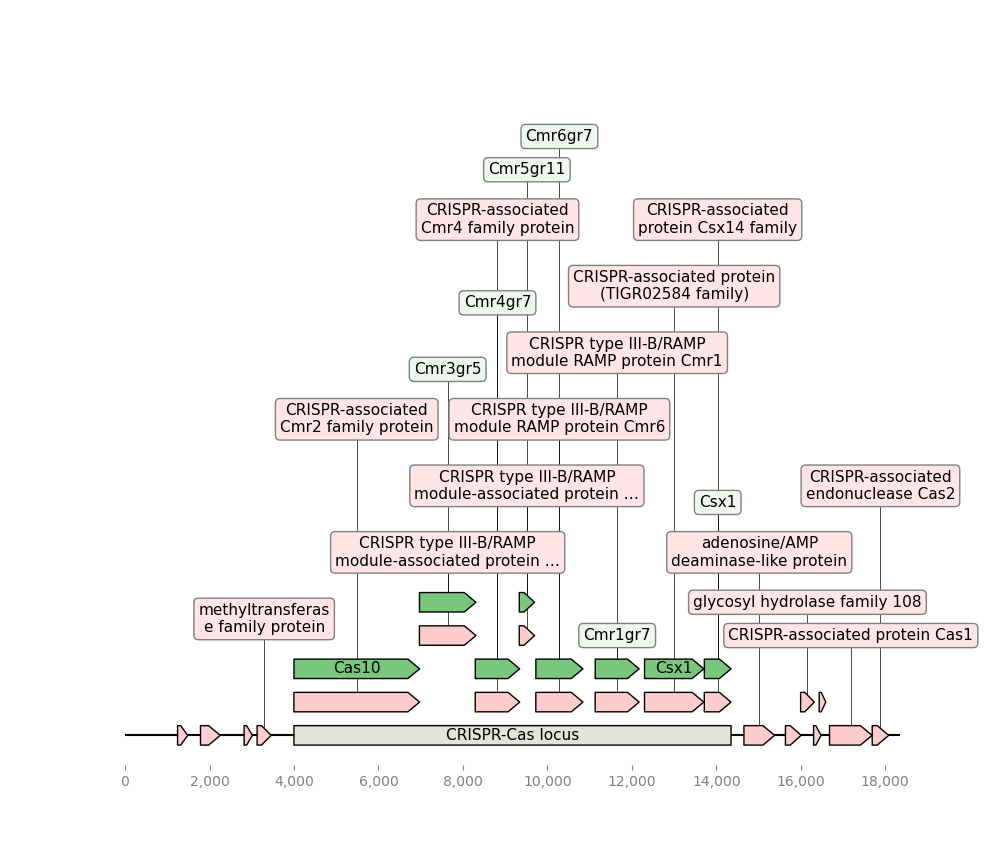 Cmr6gr7
Cmr5gr11
CRISPR-associated
Cmr4 family protein
CRISPR-associated
protein Csx14 family
CRISPR-associated protein
(TIGR02584 family)
Cmr4gr7
CRISPR type III-B/RAMP
module RAMP protein Cmr1
Cmr3gr5
CRISPR-associated
Cmr2 family protein
CRISPR type III-B/RAMP
module RAMP protein Cmr6
CRISPR type III-B/RAMP
module-associated protein ...
CRISPR-associated
endonuclease Cas2
Csx1
CRISPR type III-B/RAMP
module-associated protein ...
adenosine/AMP
deaminase-like protein
methyltransferas
e family protein
glycosyl hydrolase family 108
Cmr1gr7
CRISPR-associated protein Cas1
Cas10
Csx1
CRISPR-Cas locus
0 2,000 4,000 6,000 8,000 10,000 12,000 14,000 16,000 18,000